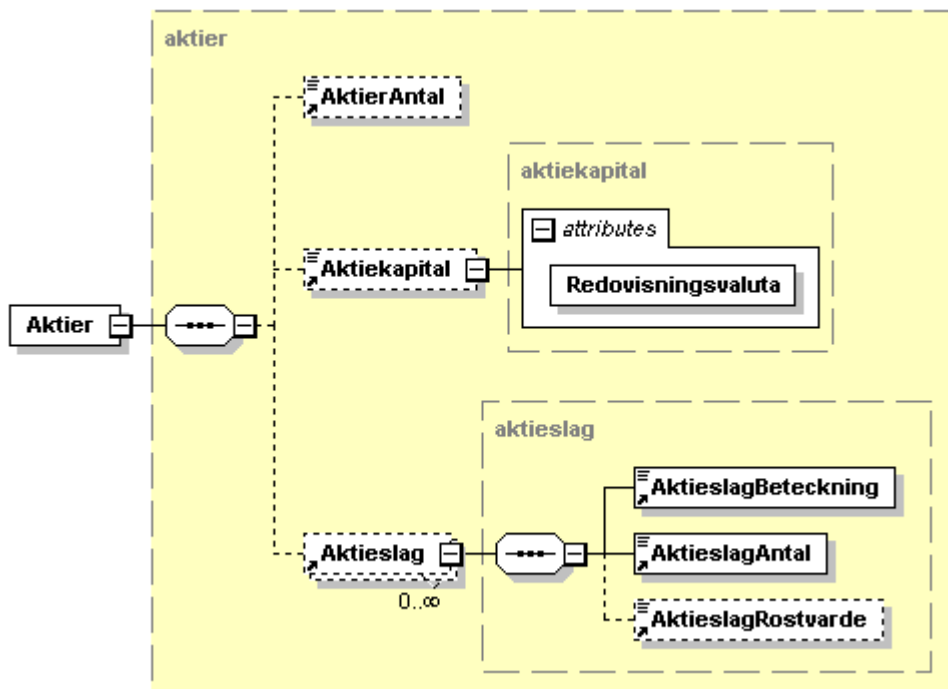 aktier
AktierAntal
aktiekapital
attributes
Aktiekapital
Redovisningsvaluta
Aktier
aktieslag
AktieslagBeteckning
Aktieslag
AktieslagAntal
0..∞
AktieslagRostvarde